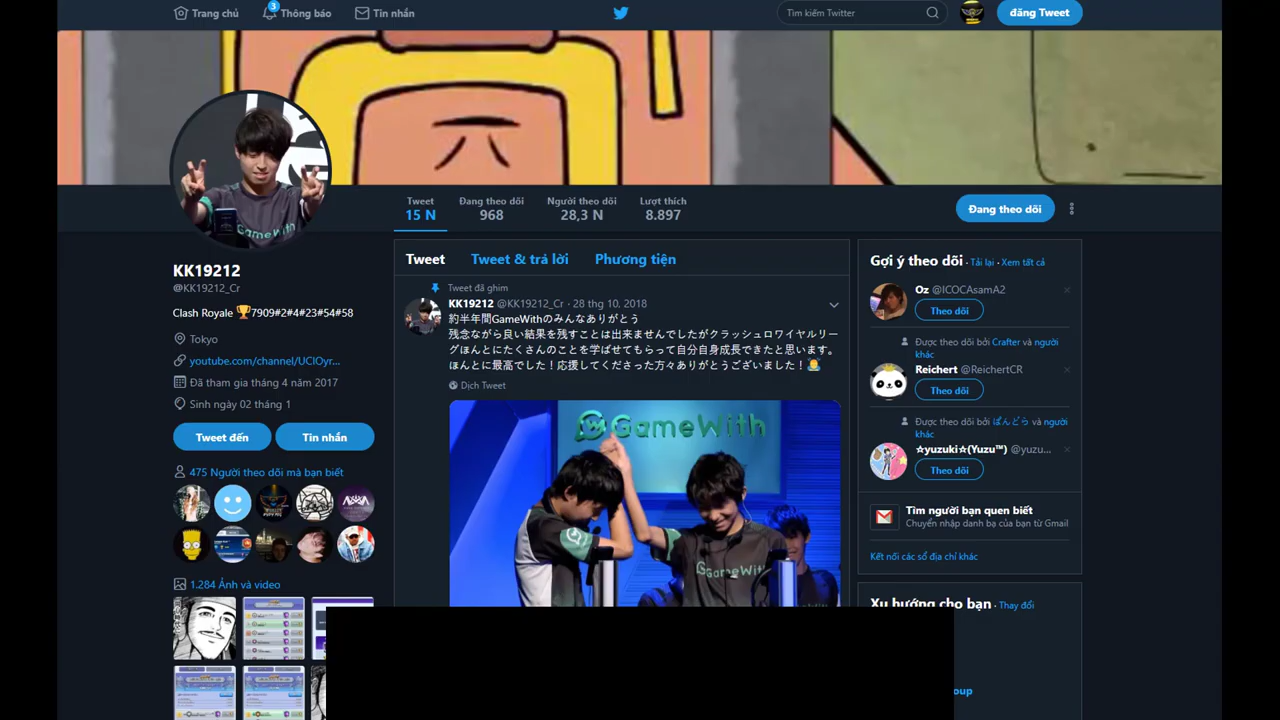 Trang chủ
3
Thông báo
Tin nhắn
Tìm kiếm Twitter
đăng Tweet
GameWith
Tweet
15 N
Đang theo dõi
968
Người theo dõi
28,3 N
Lượt thích
8.897
Đang theo dõi
KK19212
@KK19212_Cr
Clash Royale 🏆7909#2#4#23#54#58
Tokyo
youtube.com/channel/UCIOyr...
Đã tham gia tháng 4 năm 2017
Sinh ngày 02 tháng 1
Tweet đến
Tin nhắn
475 Người theo dõi mà bạn biết
1.284 Ảnh và video
Tweet
Tweet & trả lời
Phương tiện
Tweet đã ghim
KK19212 @KK19212_Cr · 28 thg 10, 2018
約半年間GameWithのみんなありがとう
残念ながら良い結果を残すことは出来ませんでしたがクラッシュロワイヤルリー
グほんとにたくさんのことを学ばせてもらって自分自身成長できたと思います。
ほんとに最高でした！応援してくださった方々ありがとうございました！🙇‍♂️
Dịch Tweet
GameWith
GameWith
Gợi ý theo dõi · Tải lại · Xem tất cả
Oz @ICOCAsamA2
Theo dõi
Được theo dõi bởi Crafter và người
khác
Reichert @ReichertCR
Theo dõi
Được theo dõi bởi ぽんどら và người
khác
☆yuzuki☆(Yuzu™) @yuzu...
Theo dõi
Tìm người bạn quen biết
Chuyển nhập danh bạ của bạn từ Gmail
Kết nối các sổ địa chỉ khác
Xu hướng cho bạn · Thay đổi
oup